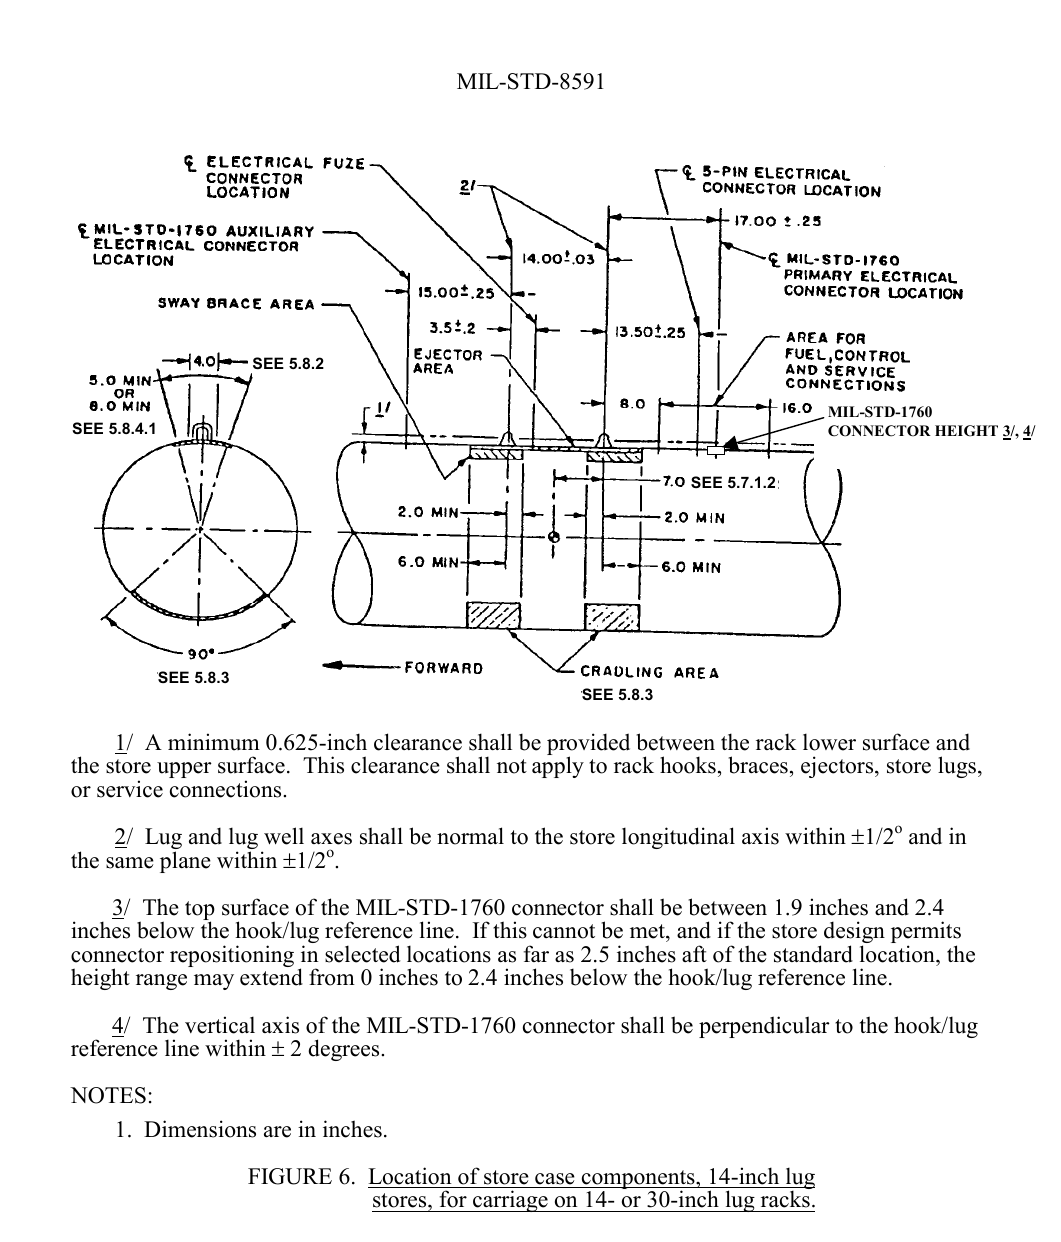 MIL-STD-8591
℄ ELECTRICAL FUZE
CONNECTOR
LOCATION
2/
℄ 5-PIN ELECTRICAL
CONNECTOR LOCATION
17.00 ± .25
℄ MIL-STD-1760 AUXILIARY
ELECTRICAL CONNECTOR
LOCATION
14.00±.03
℄ MIL-STD-1760
PRIMARY ELECTRICAL
CONNECTOR LOCATION
15.00±.25
SWAY BRACE AREA
3.5±.2
13.50±.25
AREA FOR
FUEL, CONTROL
AND SERVICE
CONNECTIONS
EJECTOR
AREA
4.0
SEE 5.8.2
5.0 MIN
OR
8.0 MIN
SEE 5.8.4.1
1/
8.0
16.0
MIL-STD-1760
CONNECTOR HEIGHT 3/, 4/
7.0 SEE 5.7.1.2
2.0 MIN
2.0 MIN
6.0 MIN
6.0 MIN
90°
SEE 5.8.3
FORWARD
CRADLING AREA
SEE 5.8.3
1/ A minimum 0.625-inch clearance shall be provided between the rack lower surface and
the store upper surface. This clearance shall not apply to rack hooks, braces, ejectors, store lugs,
or service connections.
2/ Lug and lug well axes shall be normal to the store longitudinal axis within ±1/2° and in
the same plane within ±1/2°.
3/ The top surface of the MIL-STD-1760 connector shall be between 1.9 inches and 2.4
inches below the hook/lug reference line. If this cannot be met, and if the store design permits
connector repositioning in selected locations as far as 2.5 inches aft of the standard location, the
height range may extend from 0 inches to 2.4 inches below the hook/lug reference line.
4/ The vertical axis of the MIL-STD-1760 connector shall be perpendicular to the hook/lug
reference line within ± 2 degrees.
NOTES:
1. Dimensions are in inches.
FIGURE 6. Location of store case components, 14-inch lug
stores, for carriage on 14- or 30-inch lug racks.